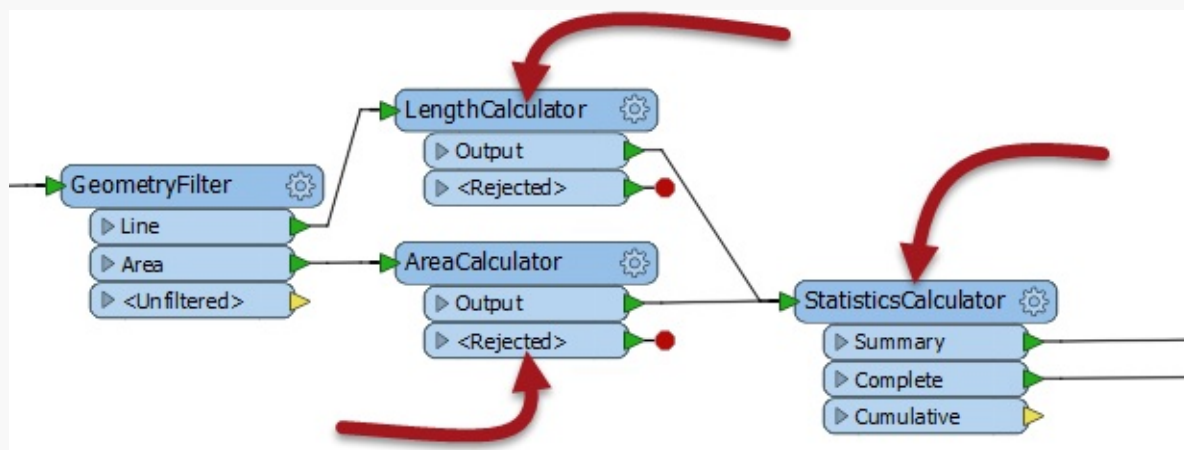 GeometryFilter
Line
Area
<Unfiltered>
LengthCalculator
Output
<Rejected>
AreaCalculator
Output
<Rejected>
StatisticsCalculator
Summary
Complete
Cumulative